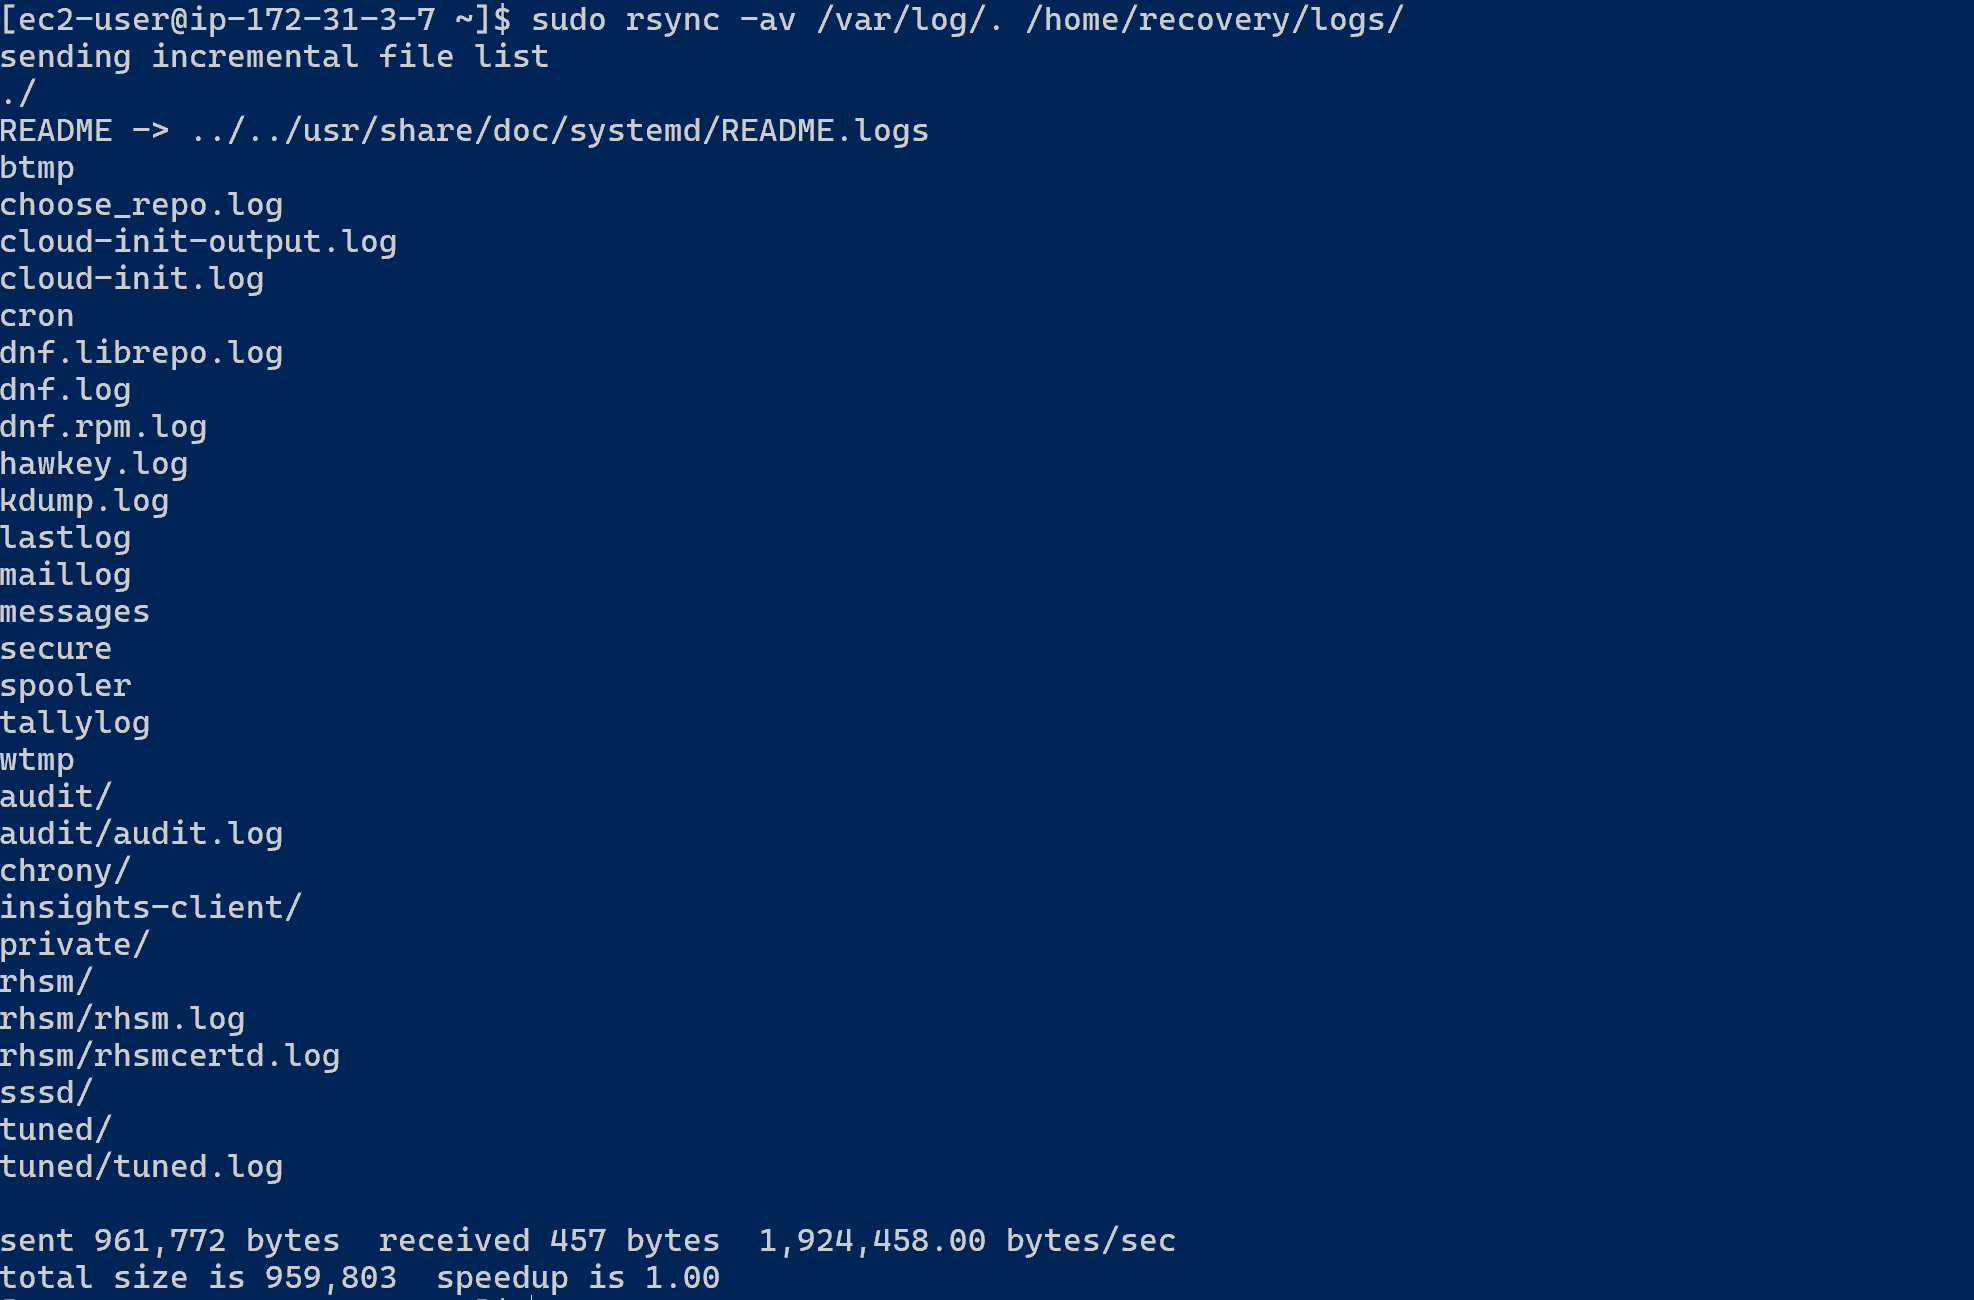 [ec2-user@ip-172-31-3-7 ~]$ sudo rsync -av /var/log/. /home/recovery/logs/
sending incremental file list
./
README -> ../../usr/share/doc/systemd/README.logs
btmp
choose_repo.log
cloud-init-output.log
cloud-init.log
cron
dnf.librepo.log
dnf.log
dnf.rpm.log
hawkey.log
kdump.log
lastlog
maillog
messages
secure
spooler
tallylog
wtmp
audit/
audit/audit.log
chrony/
insights-client/
private/
rhsm/
rhsm/rhsm.log
rhsm/rhsmcertd.log
sssd/
tuned/
tuned/tuned.log

sent 961,772 bytes  received 457 bytes  1,924,458.00 bytes/sec
total size is 959,803  speedup is 1.00